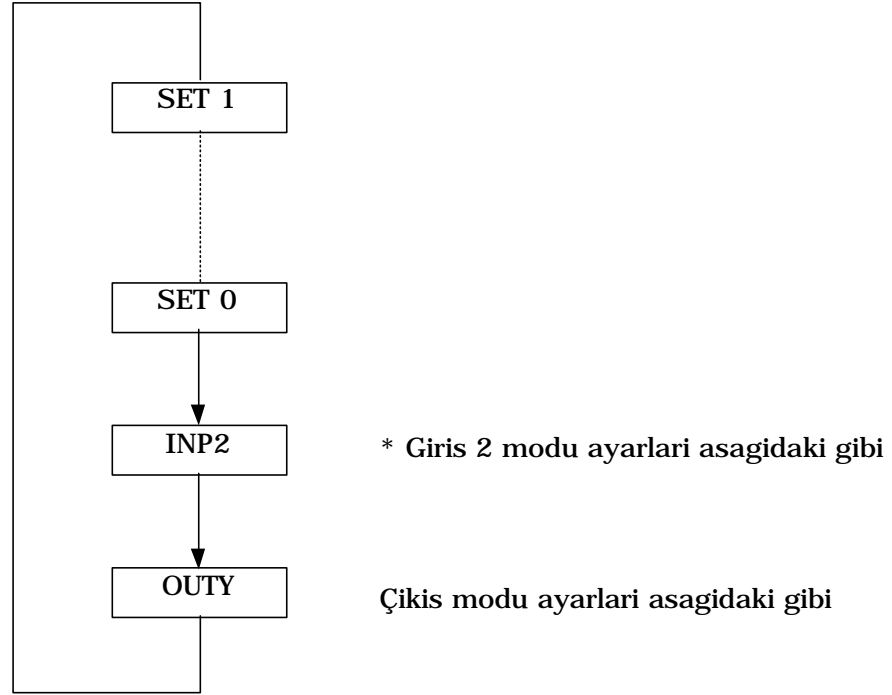 SET 1
SET 0
INP2
* Giris 2 modu ayarlari asagidaki gibi
OUTY
Çikis modu ayarlari asagidaki gibi